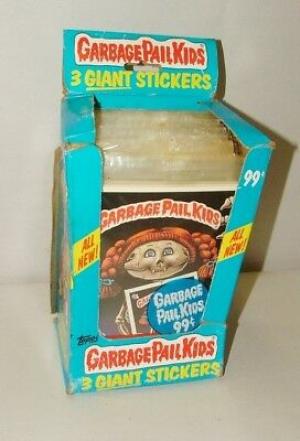 GARBAGE PAIL KIDS
3 GIANT STICKERS
99¢
GARBAGE PAIL KIDS
ALL NEW!
ALL NEW!
GARBAGE
PAIL KIDS
99¢
Topps
GARBAGE PAIL KIDS
3 GIANT STICKERS